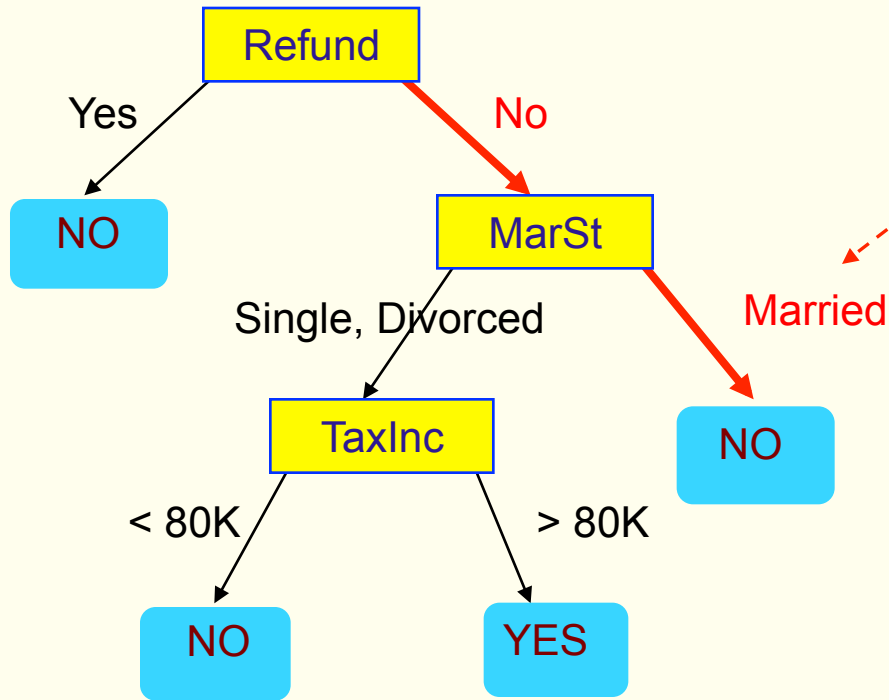 Refund
Yes
No
NO
MarSt
Single, Divorced
Married
TaxInc
NO
< 80K
> 80K
NO
YES